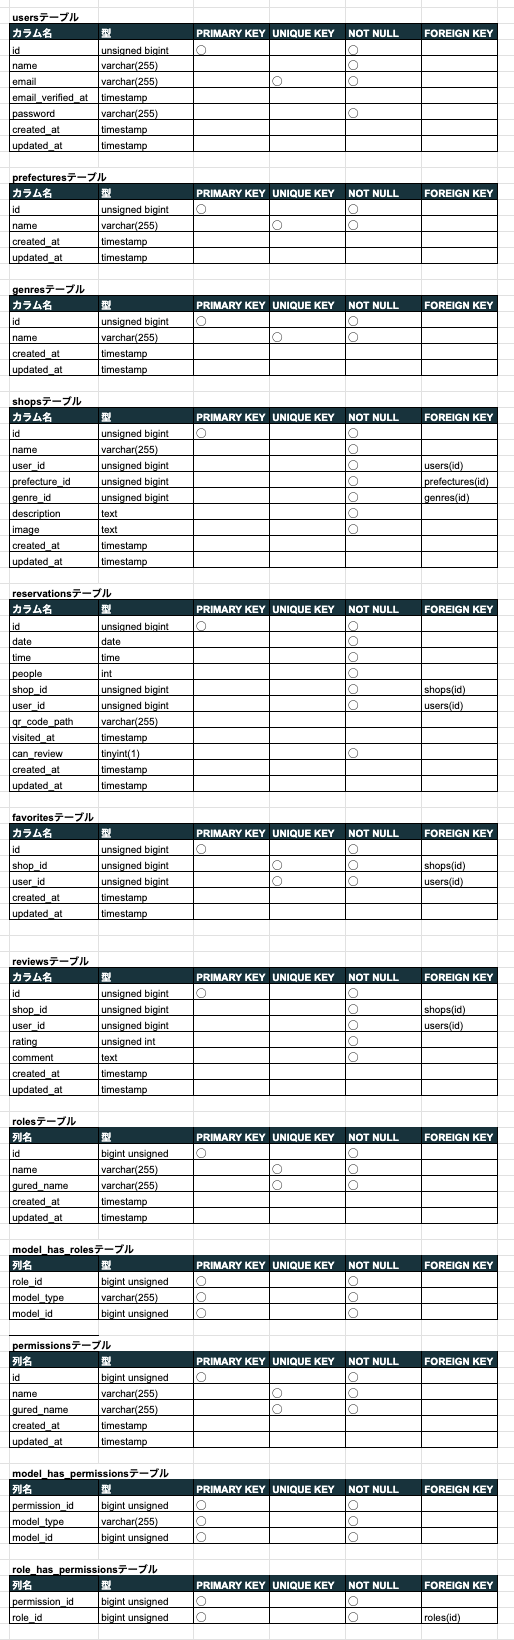 usersテーブル
カラム名 型 PRIMARY KEY UNIQUE KEY NOT NULL FOREIGN KEY
id unsigned bigint ○ ○
name varchar(255) ○
email varchar(255) ○ ○
email_verified_at timestamp
password varchar(255) ○
created_at timestamp
updated_at timestamp
prefecturesテーブル
カラム名 型 PRIMARY KEY UNIQUE KEY NOT NULL FOREIGN KEY
id unsigned bigint ○ ○
name varchar(255) ○ ○
created_at timestamp
updated_at timestamp
genresテーブル
カラム名 型 PRIMARY KEY UNIQUE KEY NOT NULL FOREIGN KEY
id unsigned bigint ○ ○
name varchar(255) ○ ○
created_at timestamp
updated_at timestamp
shopsテーブル
カラム名 型 PRIMARY KEY UNIQUE KEY NOT NULL FOREIGN KEY
id unsigned bigint ○ ○
name varchar(255) ○
user_id unsigned bigint ○ users(id)
prefecture_id unsigned bigint ○ prefectures(id)
genre_id unsigned bigint ○ genres(id)
description text ○
image text ○
created_at timestamp
updated_at timestamp
reservationsテーブル
カラム名 型 PRIMARY KEY UNIQUE KEY NOT NULL FOREIGN KEY
id unsigned bigint ○ ○
date date ○
time time ○
people int ○
shop_id unsigned bigint ○ shops(id)
user_id unsigned bigint ○ users(id)
qr_code_path varchar(255)
visited_at timestamp
can_review tinyint(1) ○
created_at timestamp
updated_at timestamp
favoritesテーブル
カラム名 型 PRIMARY KEY UNIQUE KEY NOT NULL FOREIGN KEY
id unsigned bigint ○ ○
shop_id unsigned bigint ○ ○ shops(id)
user_id unsigned bigint ○ ○ users(id)
created_at timestamp
updated_at timestamp
reviewsテーブル
カラム名 型 PRIMARY KEY UNIQUE KEY NOT NULL FOREIGN KEY
id unsigned bigint ○ ○
shop_id unsigned bigint ○ shops(id)
user_id unsigned bigint ○ users(id)
rating unsigned int ○
comment text ○
created_at timestamp
updated_at timestamp
rolesテーブル
列名 型 PRIMARY KEY UNIQUE KEY NOT NULL FOREIGN KEY
id bigint unsigned ○ ○
name varchar(255) ○ ○
gured_name varchar(255) ○ ○
created_at timestamp
updated_at timestamp
model_has_rolesテーブル
列名 型 PRIMARY KEY UNIQUE KEY NOT NULL FOREIGN KEY
role_id bigint unsigned ○ ○
model_type varchar(255) ○ ○
model_id bigint unsigned ○ ○
permissionsテーブル
列名 型 PRIMARY KEY UNIQUE KEY NOT NULL FOREIGN KEY
id bigint unsigned ○ ○
name varchar(255) ○ ○
gured_name varchar(255) ○ ○
created_at timestamp
updated_at timestamp
model_has_permissionsテーブル
列名 型 PRIMARY KEY UNIQUE KEY NOT NULL FOREIGN KEY
permission_id bigint unsigned ○ ○
model_type varchar(255) ○ ○
model_id bigint unsigned ○ ○
role_has_permissionsテーブル
列名 型 PRIMARY KEY UNIQUE KEY NOT NULL FOREIGN KEY
permission_id bigint unsigned ○ ○
role_id bigint unsigned ○ ○ roles(id)